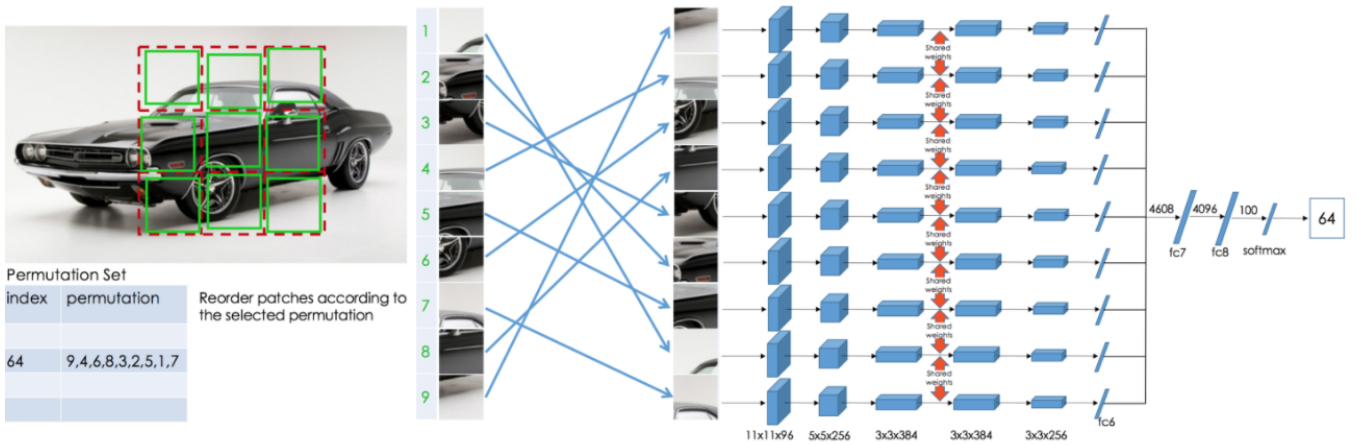 1
2
3
4
5
6
7
8
9
Permutation Set
index permutation
64 9,4,6,8,3,2,5,1,7
Reorder patches according to
the selected permutation
Shared
weights
Shared
weights
Shared
weights
Shared
weights
Shared
weights
Shared
weights
Shared
weights
Shared
weights
11x11x96 5x5x256 3x3x384 3x3x384 3x3x256
fc6
4608 4096 100
fc7 fc8 softmax
64